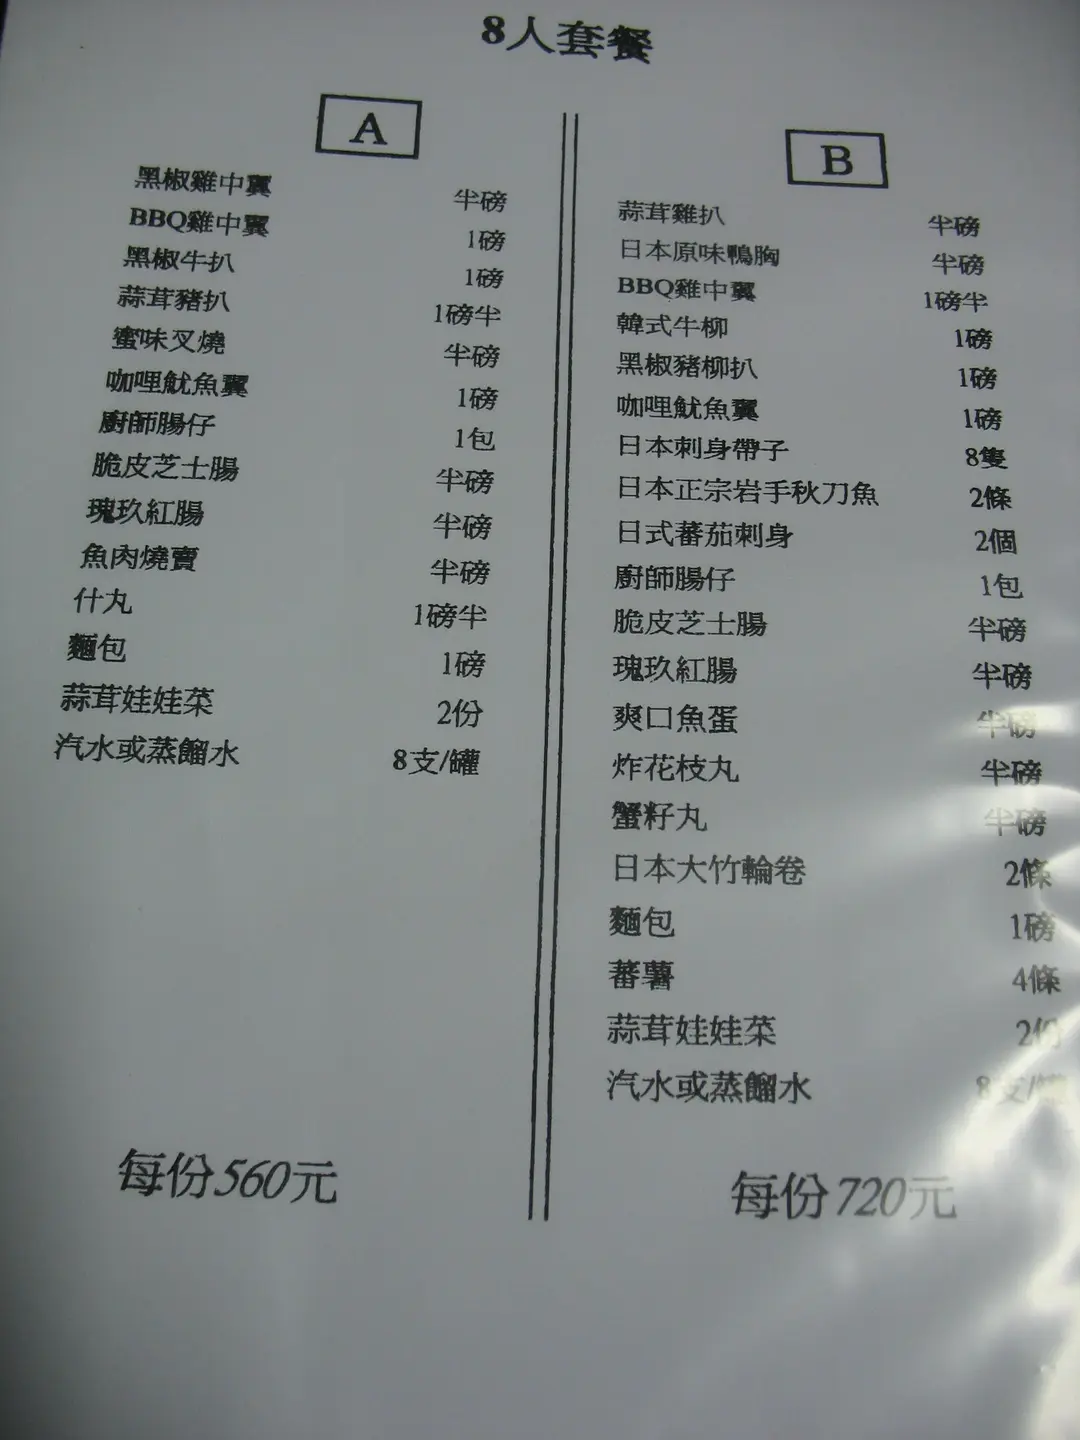 8人套餐
A
黑椒雞中翼 半磅
BBQ雞中翼 1磅
黑椒牛扒 1磅
蒜茸豬扒 1磅半
蜜味叉燒 半磅
咖哩魷魚翼 1磅
廚師腸仔 1包
脆皮芝士腸 半磅
瑰玖紅腸 半磅
魚肉燒賣 半磅
什丸 1磅半
麵包 1磅
蒜茸娃娃菜 2份
汽水或蒸餾水 8支/罐
每份560元
B
蒜茸雞扒 半磅
日本原味鴨胸 半磅
BBQ雞中翼 1磅半
韓式牛柳 1磅
黑椒豬柳扒 1磅
咖哩魷魚翼 1磅
日本刺身帶子 8隻
日本正宗岩手秋刀魚 2條
日式蕃茄刺身 2個
廚師腸仔 1包
脆皮芝士腸 半磅
瑰玖紅腸 半磅
爽口魚蛋 半磅
炸花枝丸 半磅
蟹籽丸 半磅
日本大竹輪卷 2條
麵包 1磅
蕃薯 4條
蒜茸娃娃菜 2份
汽水或蒸餾水 8支/罐
每份720元